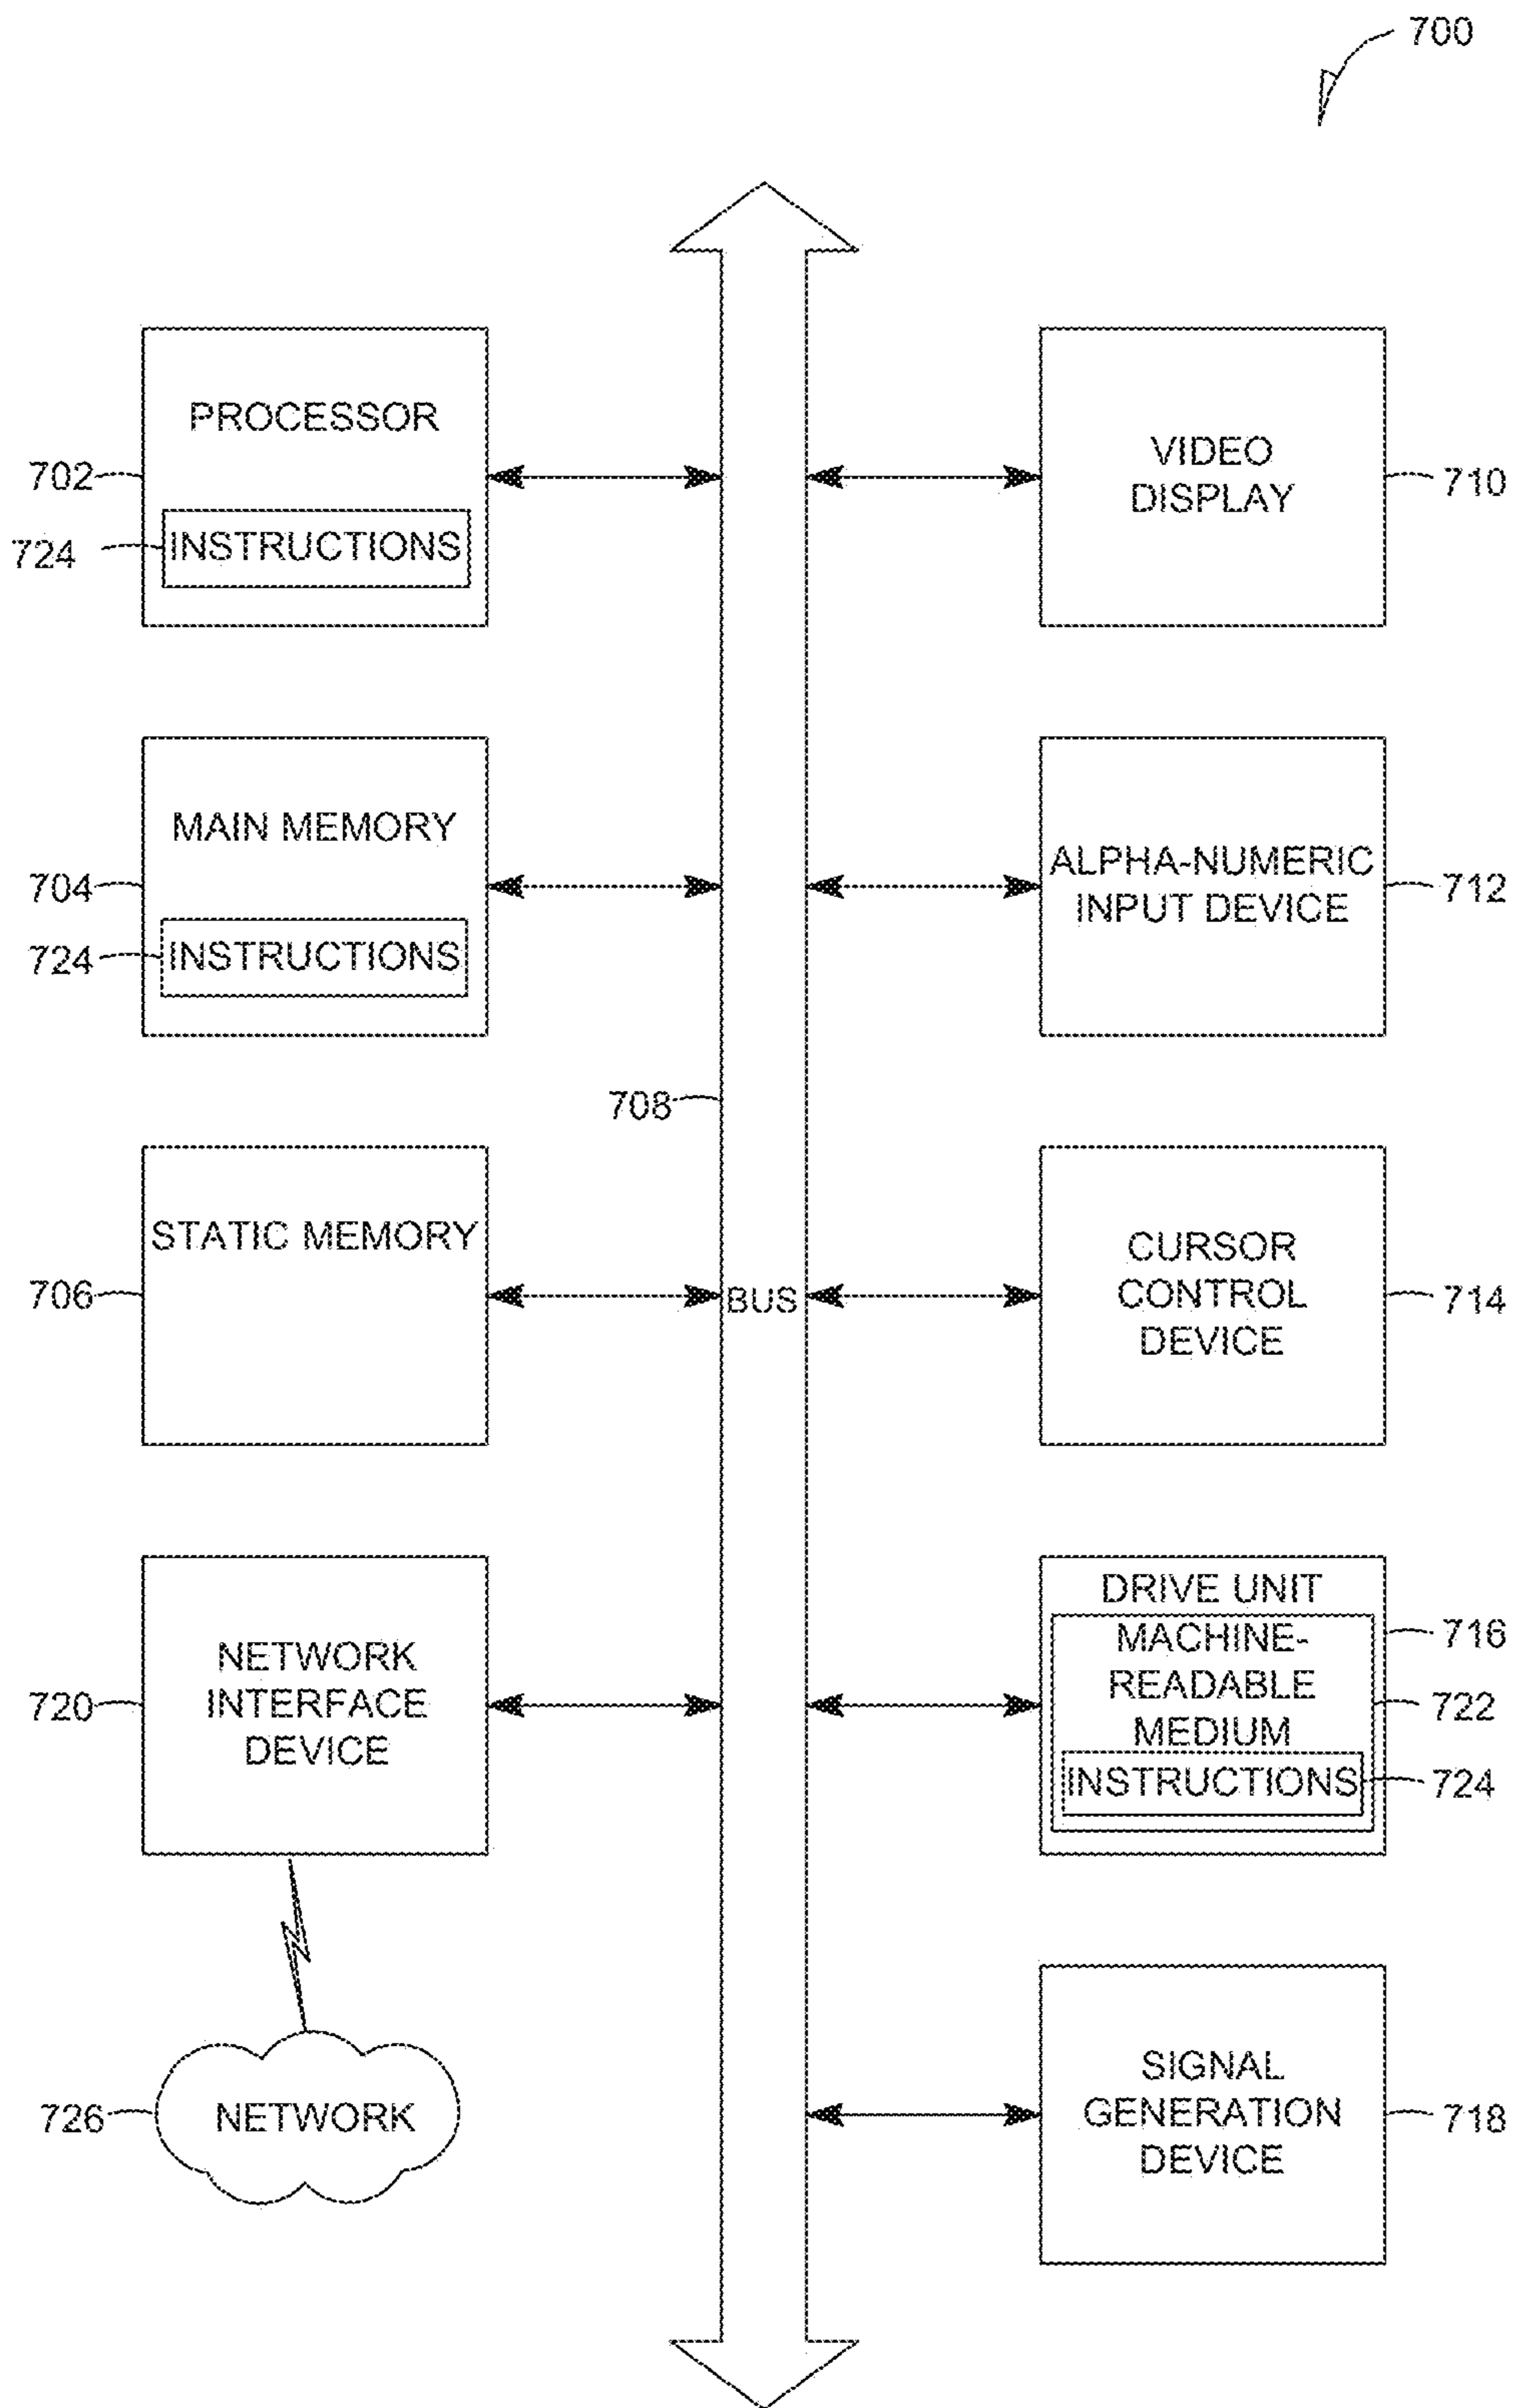 700
PROCESSOR
702
724
INSTRUCTIONS
VIDEO
DISPLAY
710
MAIN MEMORY
704
724
INSTRUCTIONS
ALPHA-NUMERIC
INPUT DEVICE
712
708
STATIC MEMORY
706
BUS
CURSOR
CONTROL
DEVICE
714
NETWORK
INTERFACE
DEVICE
720
DRIVE UNIT
716
MACHINE-
READABLE
MEDIUM
722
INSTRUCTIONS
724
NETWORK
726
SIGNAL
GENERATION
DEVICE
718